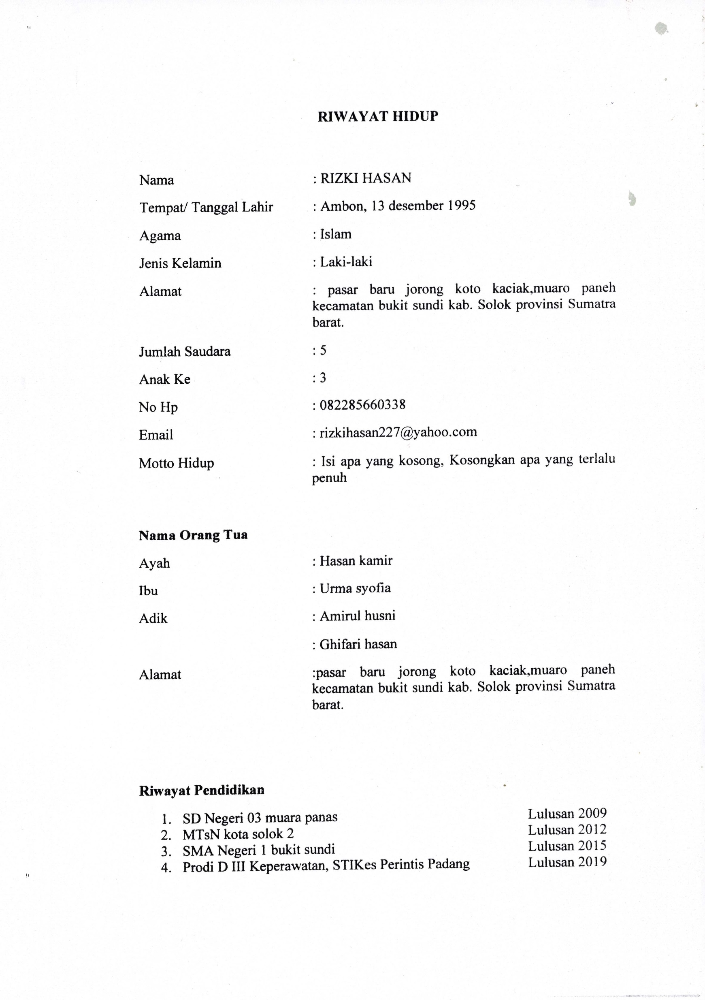 RIWAYAT HIDUP
Nama : RIZKI HASAN
Tempat/ Tanggal Lahir : Ambon, 13 desember 1995
Agama : Islam
Jenis Kelamin : Laki-laki
Alamat : pasar baru jorong koto kaciak,muaro paneh
kecamatan bukit sundi kab. Solok provinsi Sumatra
barat.
Jumlah Saudara : 5
Anak Ke : 3
No Hp : 082285660338
Email : rizkihasan227@yahoo.com
Motto Hidup : Isi apa yang kosong, Kosongkan apa yang terlalu
penuh
Nama Orang Tua
Ayah : Hasan kamir
Ibu : Urma syofia
Adik : Amirul husni
: Ghifari hasan
Alamat :pasar baru jorong koto kaciak,muaro paneh
kecamatan bukit sundi kab. Solok provinsi Sumatra
barat.
Riwayat Pendidikan
1. SD Negeri 03 muara panas Lulusan 2009
2. MTsN kota solok 2 Lulusan 2012
3. SMA Negeri 1 bukit sundi Lulusan 2015
4. Prodi D III Keperawatan, STIKes Perintis Padang Lulusan 2019